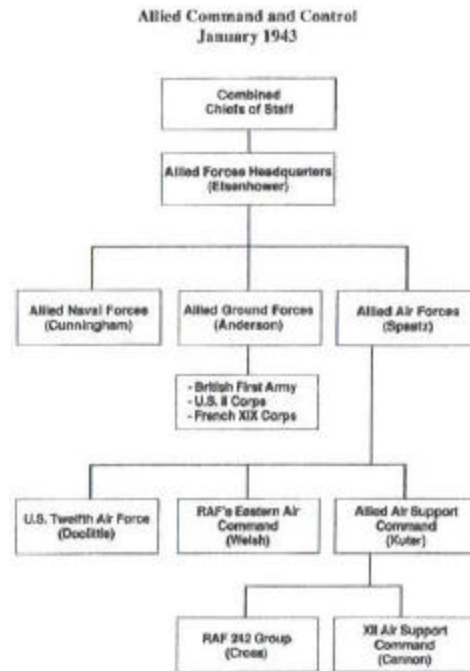 Allied Command and Control
January 1943
Combined
Chiefs of Staff
Allied Forces Headquarters
(Eisenhower)
Allied Naval Forces
(Cunningham)
Allied Ground Forces
(Anderson)
Allied Air Forces
(Spaatz)
- British First Army
- U.S. II Corps
- French XIX Corps
U.S. Twelfth Air Force
(Doolittle)
RAF's Eastern Air
Command
(Welsh)
Allied Air Support
Command
(Kuter)
RAF 242 Group
(Cross)
XII Air Support
Command
(Cannon)